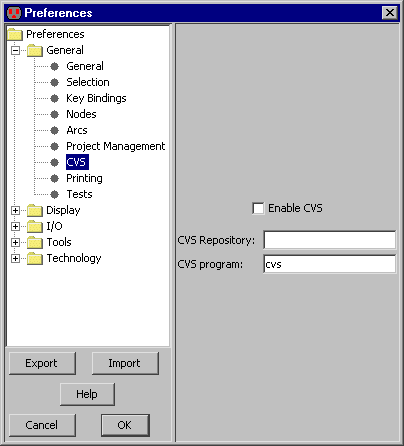 Preferences
Preferences
General
General
Selection
Key Bindings
Nodes
Arcs
Project Management
CVS
Printing
Tests
Display
I/O
Tools
Technology
Enable CVS
CVS Repository:
CVS program: cvs
Export Import
Help
Cancel OK